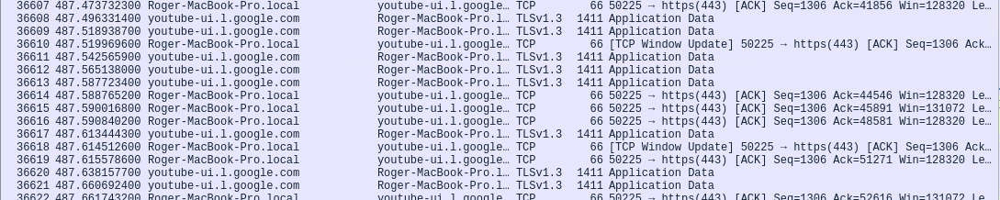 36607 487.473732300 Roger-MacBook-Pro.local youtube-ui.l.google… TCP 66 50225 → https(443) [ACK] Seq=1306 Ack=41856 Win=128320 Le…
36608 487.496331400 youtube-ui.l.google.com Roger-MacBook-Pro.l… TLSv1.3 1411 Application Data
36609 487.518938700 youtube-ui.l.google.com Roger-MacBook-Pro.l… TLSv1.3 1411 Application Data
36610 487.519969600 Roger-MacBook-Pro.local youtube-ui.l.google… TCP 66 [TCP Window Update] 50225 → https(443) [ACK] Seq=1306 Ack…
36611 487.542565900 youtube-ui.l.google.com Roger-MacBook-Pro.l… TLSv1.3 1411 Application Data
36612 487.565138000 youtube-ui.l.google.com Roger-MacBook-Pro.l… TLSv1.3 1411 Application Data
36613 487.587723400 youtube-ui.l.google.com Roger-MacBook-Pro.l… TLSv1.3 1411 Application Data
36614 487.588765200 Roger-MacBook-Pro.local youtube-ui.l.google… TCP 66 50225 → https(443) [ACK] Seq=1306 Ack=44546 Win=128320 Le…
36615 487.590016800 Roger-MacBook-Pro.local youtube-ui.l.google… TCP 66 50225 → https(443) [ACK] Seq=1306 Ack=45891 Win=131072 Le…
36616 487.590840200 Roger-MacBook-Pro.local youtube-ui.l.google… TCP 66 50225 → https(443) [ACK] Seq=1306 Ack=48581 Win=128320 Le…
36617 487.613444300 youtube-ui.l.google.com Roger-MacBook-Pro.l… TLSv1.3 1411 Application Data
36618 487.614512600 Roger-MacBook-Pro.local youtube-ui.l.google… TCP 66 [TCP Window Update] 50225 → https(443) [ACK] Seq=1306 Ack…
36619 487.615578600 Roger-MacBook-Pro.local youtube-ui.l.google… TCP 66 50225 → https(443) [ACK] Seq=1306 Ack=51271 Win=128320 Le…
36620 487.638157700 youtube-ui.l.google.com Roger-MacBook-Pro.l… TLSv1.3 1411 Application Data
36621 487.660692400 youtube-ui.l.google.com Roger-MacBook-Pro.l… TLSv1.3 1411 Application Data
36622 487.661743200 Roger-MacBook-Pro.local youtube-ui.l.google… TCP 66 50225 → https(443) [ACK] Seq=1306 Ack=52616 Win=131072 Le…